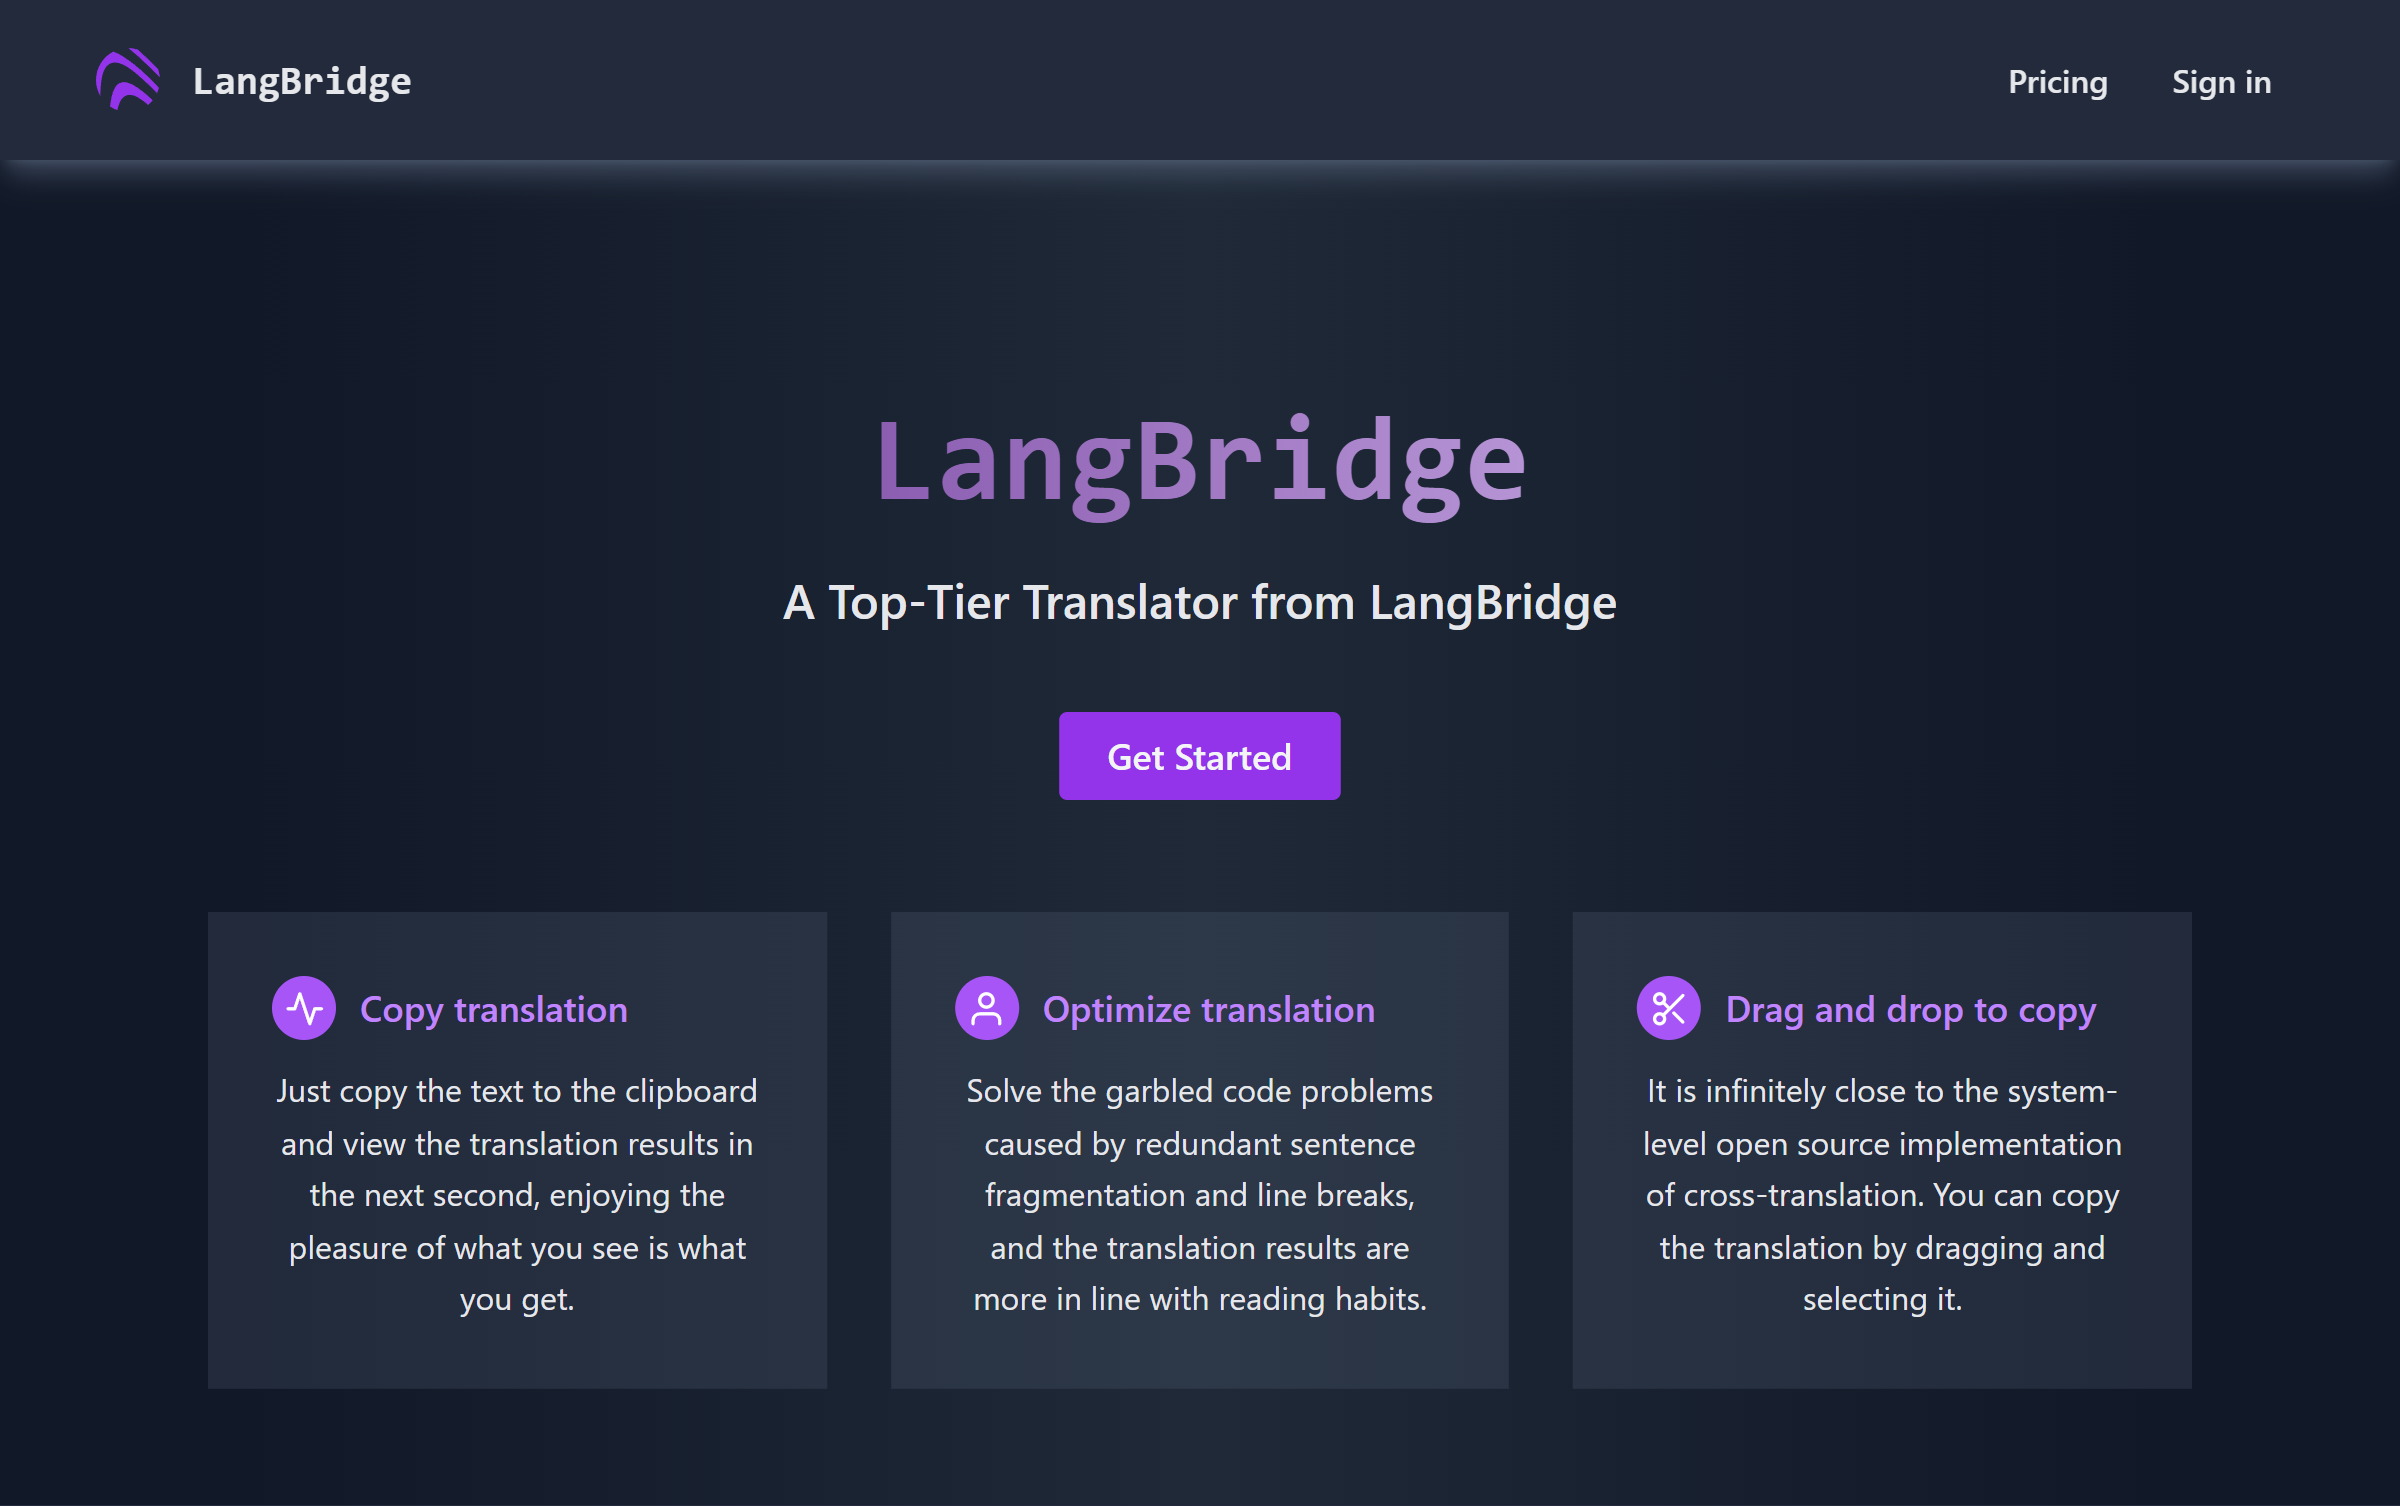 LangBridge
Pricing
Sign in
LangBridge
A Top-Tier Translator from LangBridge
Get Started
Copy translation
Just copy the text to the clipboard
and view the translation results in
the next second, enjoying the
pleasure of what you see is what
you get.
Optimize translation
Solve the garbled code problems
caused by redundant sentence
fragmentation and line breaks,
and the translation results are
more in line with reading habits.
Drag and drop to copy
It is infinitely close to the system-
level open source implementation
of cross-translation. You can copy
the translation by dragging and
selecting it.